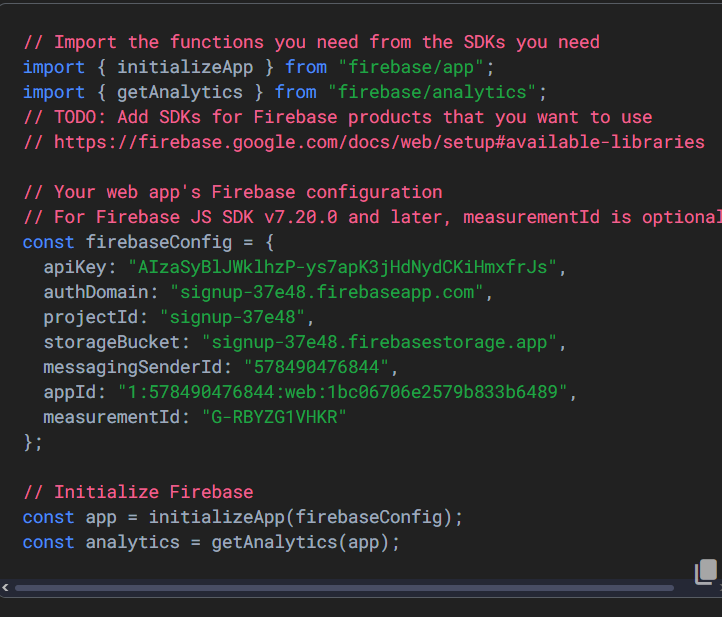 // Import the functions you need from the SDKs you need
import { initializeApp } from "firebase/app";
import { getAnalytics } from "firebase/analytics";
// TODO: Add SDKs for Firebase products that you want to use
// https://firebase.google.com/docs/web/setup#available-libraries
// Your web app's Firebase configuration
// For Firebase JS SDK v7.20.0 and later, measurementId is optional
const firebaseConfig = {
  apiKey: "AIzaSyBlJWklhzP-ys7apK3jHdNydCKiHmxfrJs",
  authDomain: "signup-37e48.firebaseapp.com",
  projectId: "signup-37e48",
  storageBucket: "signup-37e48.firebasestorage.app",
  messagingSenderId: "578490476844",
  appId: "1:578490476844:web:1bc06706e2579b833b6489",
  measurementId: "G-RBYZG1VHKR"
};
// Initialize Firebase
const app = initializeApp(firebaseConfig);
const analytics = getAnalytics(app);